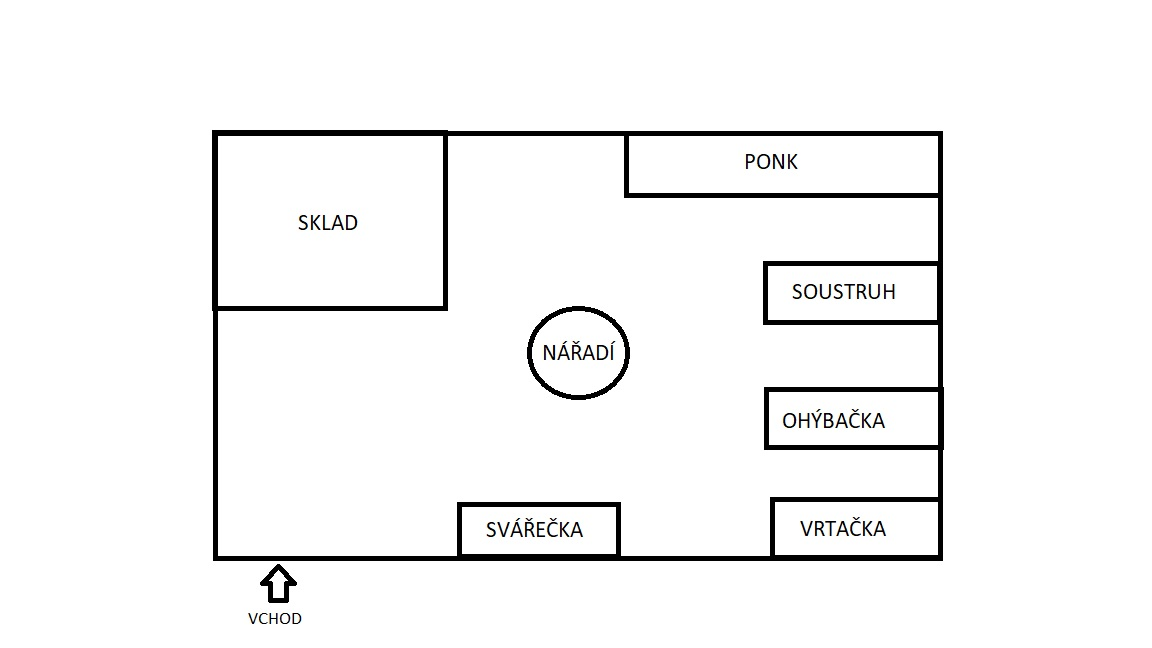 PONK
SKLAD
SOUSTRUH
NÁŘADÍ
OHÝBAČKA
SVÁŘEČKA
VRTAČKA
VCHOD